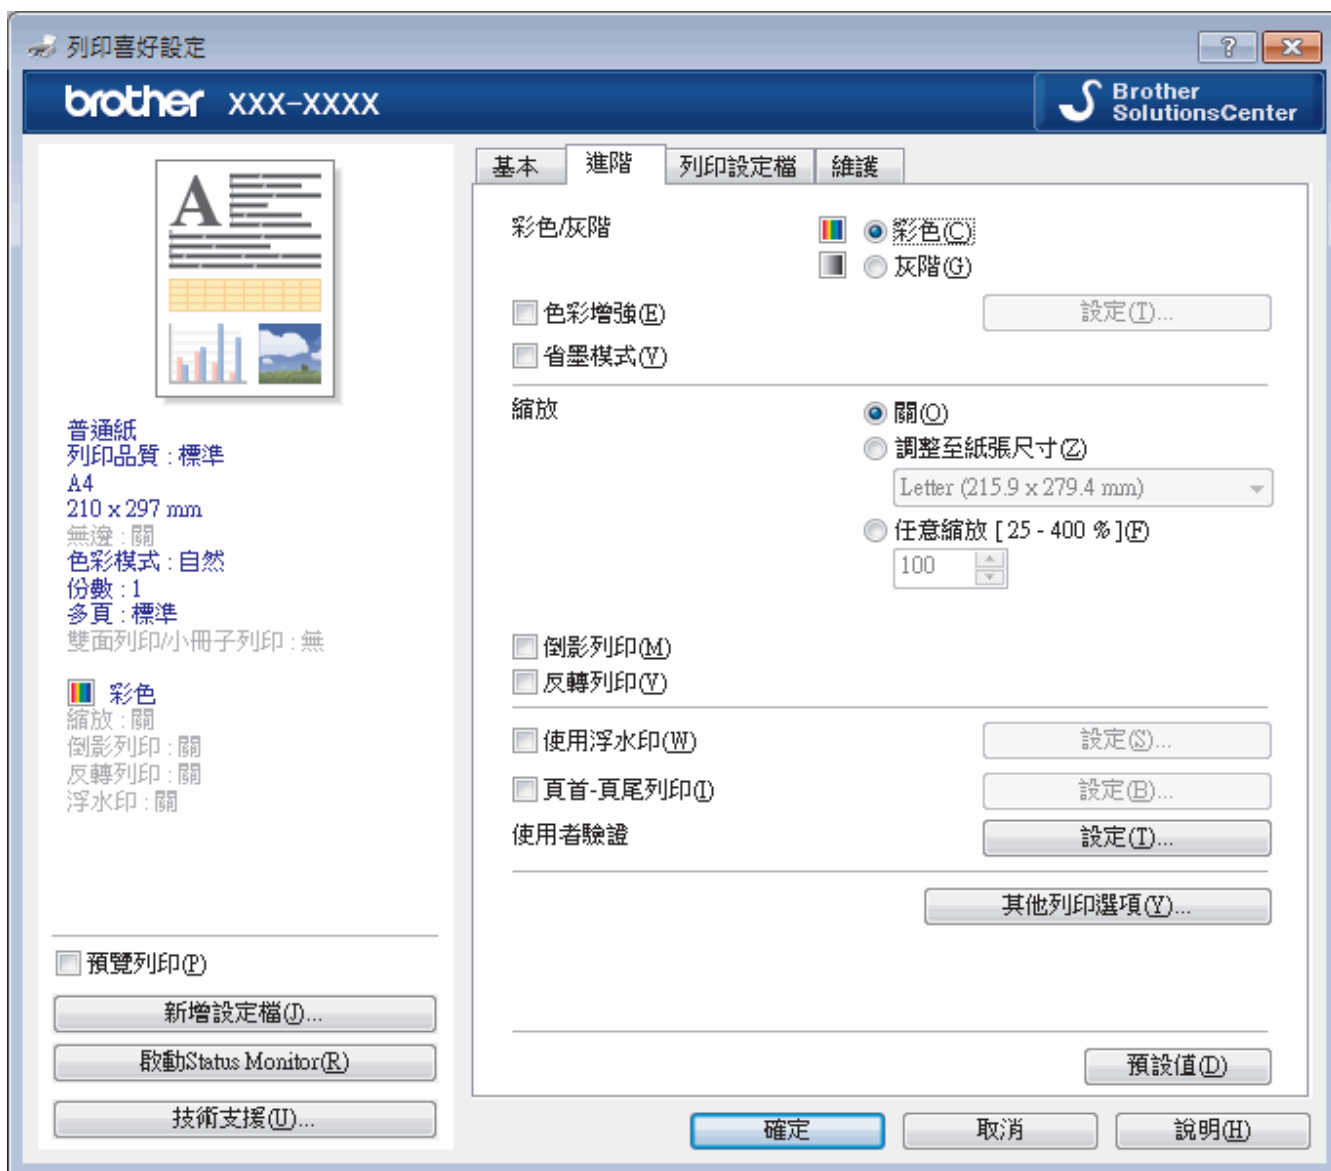 列印喜好設定
brother XXX-XXXX
Brother
SolutionsCenter
A
普通紙
列印品質 : 標準
A4
210 x 297 mm
無邊 : 關
色彩模式 : 自然
份數 : 1
多頁 : 標準
雙面列印/小冊子列印 : 無
彩色
縮放 : 關
倒影列印 : 關
反轉列印 : 關
浮水印 : 關
預覽列印(P)
新增設定檔(J)...
啟動Status Monitor(R)
技術支援(U)...
基本 進階 列印設定檔 維護
彩色/灰階 彩色(C)
灰階(G)
色彩增強(E) 設定(T)...
省墨模式(Y)
縮放 關(O)
調整至紙張尺寸(Z)
Letter (215.9 x 279.4 mm)
任意縮放 [ 25 - 400 % ](F)
100
倒影列印(M)
反轉列印(V)
使用浮水印(W) 設定(S)...
頁首-頁尾列印(I) 設定(B)...
使用者驗證 設定(T)...
其他列印選項(Y)...
預設值(D)
確定 取消 說明(H)